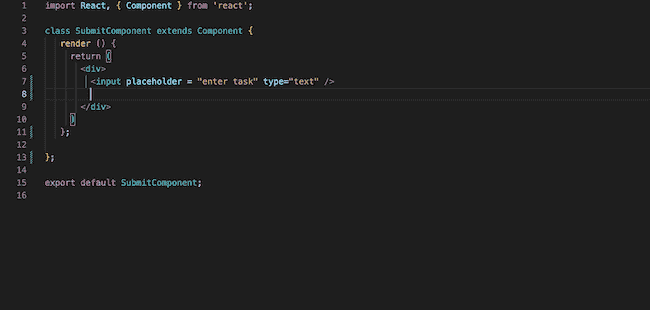 1 import React, { Component } from 'react';
2
3 class SubmitComponent extends Component {
4 render () {
5 return (
6 <div>
7 <input placeholder = "enter task" type="text" />
8
9 </div>
10 )
11 };
12
13 };
14
15 export default SubmitComponent;
16